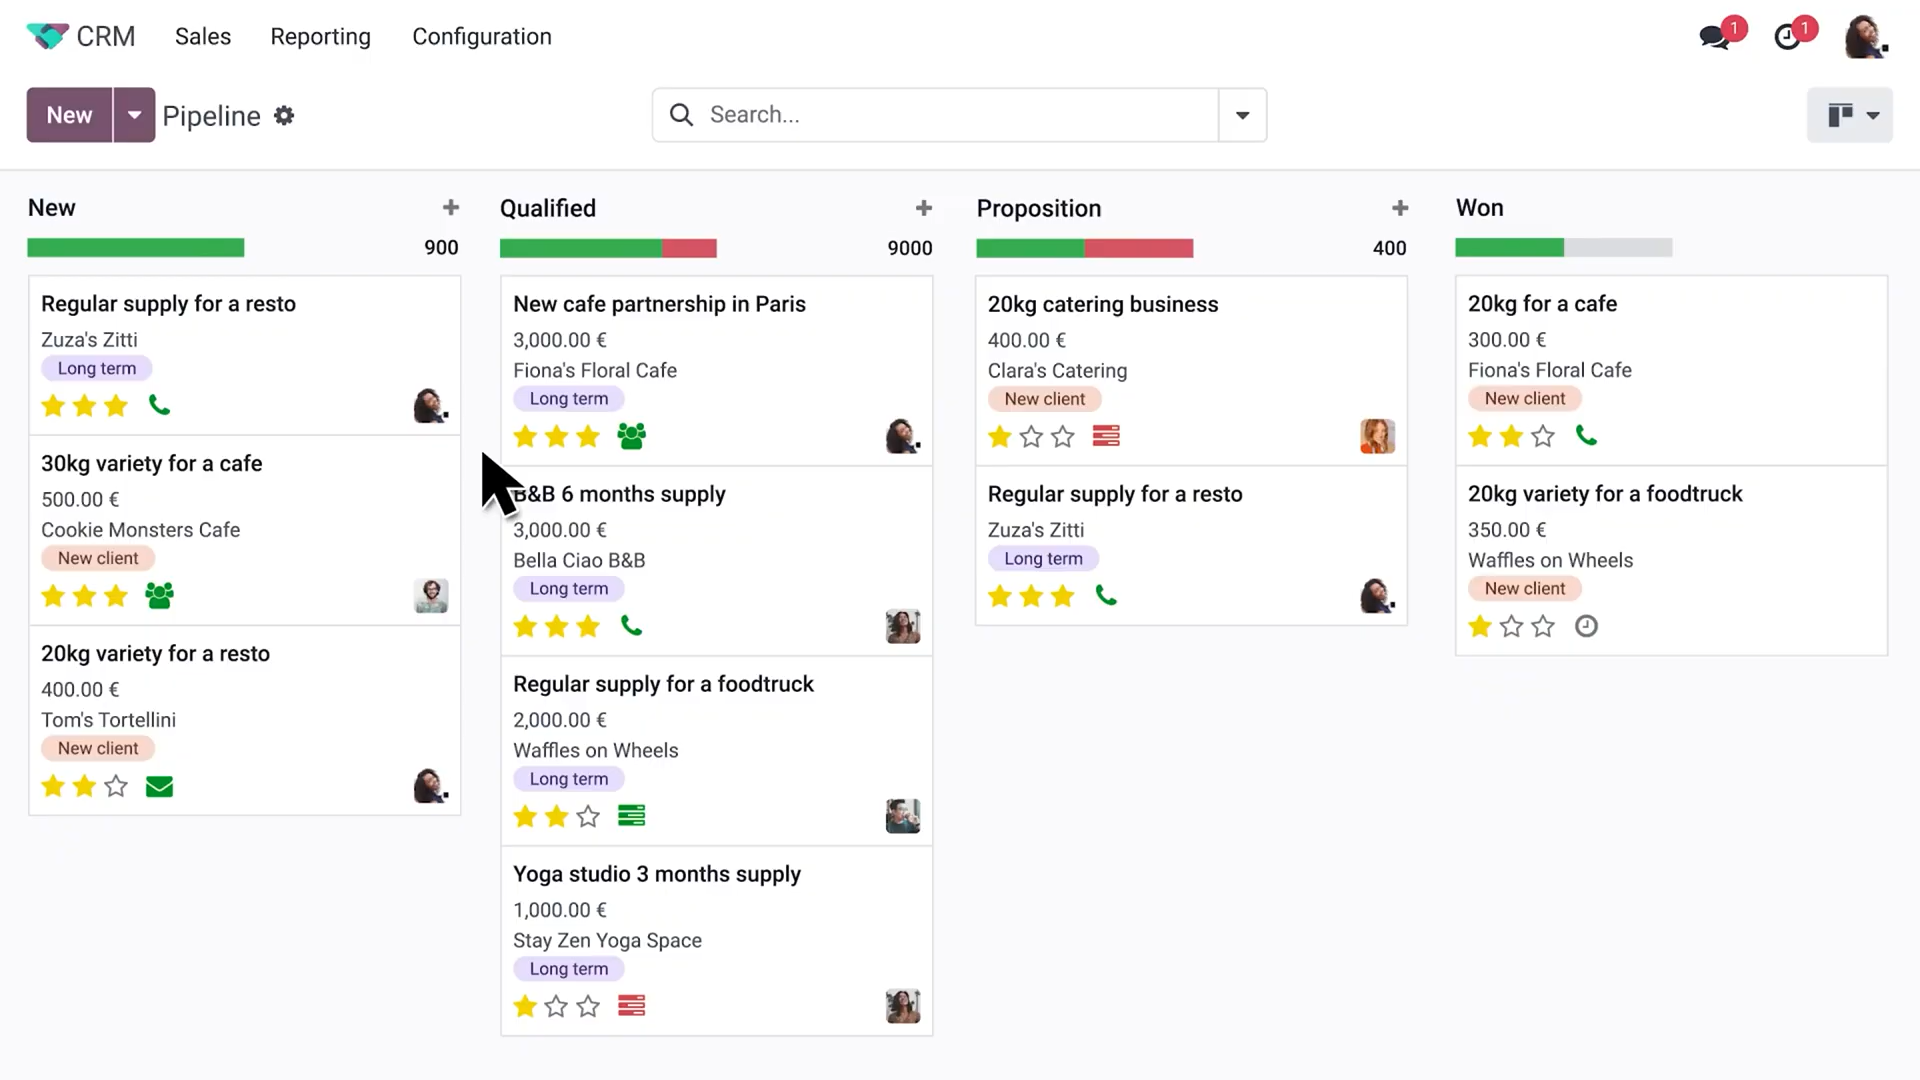 CRM Sales Reporting Configuration 1 1
New Pipeline Search...
New
900
Regular supply for a resto
Zuza's Zitti
Long term
30kg variety for a cafe
500.00 €
Cookie Monsters Cafe
New client
20kg variety for a resto
400.00 €
Tom's Tortellini
New client
Qualified
9000
New cafe partnership in Paris
3,000.00 €
Fiona's Floral Cafe
Long term
B&B 6 months supply
3,000.00 €
Bella Ciao B&B
Long term
Regular supply for a foodtruck
2,000.00 €
Waffles on Wheels
Long term
Yoga studio 3 months supply
1,000.00 €
Stay Zen Yoga Space
Long term
Proposition
400
20kg catering business
400.00 €
Clara's Catering
New client
Regular supply for a resto
Zuza's Zitti
Long term
Won
20kg for a cafe
300.00 €
Fiona's Floral Cafe
New client
20kg variety for a foodtruck
350.00 €
Waffles on Wheels
New client